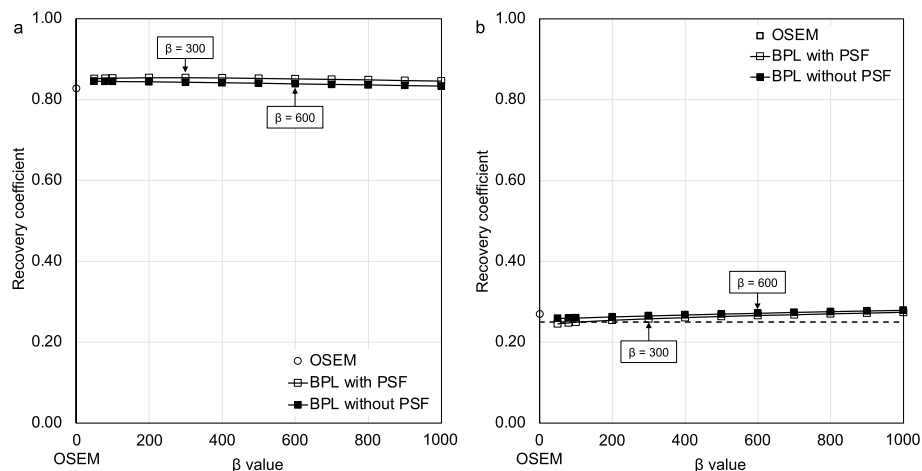 a
1.00
0.80
0.60
0.40
0.20
0.00
Recovery coefficient
β = 300
β = 600
OSEM
BPL with PSF
BPL without PSF
0 200 400 600 800 1000
OSEM
β value
b
1.00
0.80
0.60
0.40
0.20
0.00
Recovery coefficient
OSEM
BPL with PSF
BPL without PSF
β = 600
β = 300
0 200 400 600 800 1000
OSEM
β value